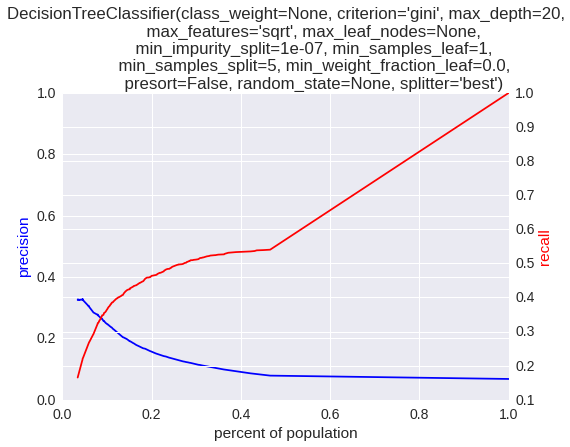 DecisionTreeClassifier(class_weight=None, criterion='gini', max_depth=20,
max_features='sqrt', max_leaf_nodes=None,
min_impurity_split=1e-07, min_samples_leaf=1,
min_samples_split=5, min_weight_fraction_leaf=0.0,
presort=False, random_state=None, splitter='best')
1.0
0.8
0.6
0.4
0.2
0.0
precision
1.0
0.9
0.8
0.7
0.6
0.5
0.4
0.3
0.2
0.1
recall
0.0 0.2 0.4 0.6 0.8 1.0
percent of population